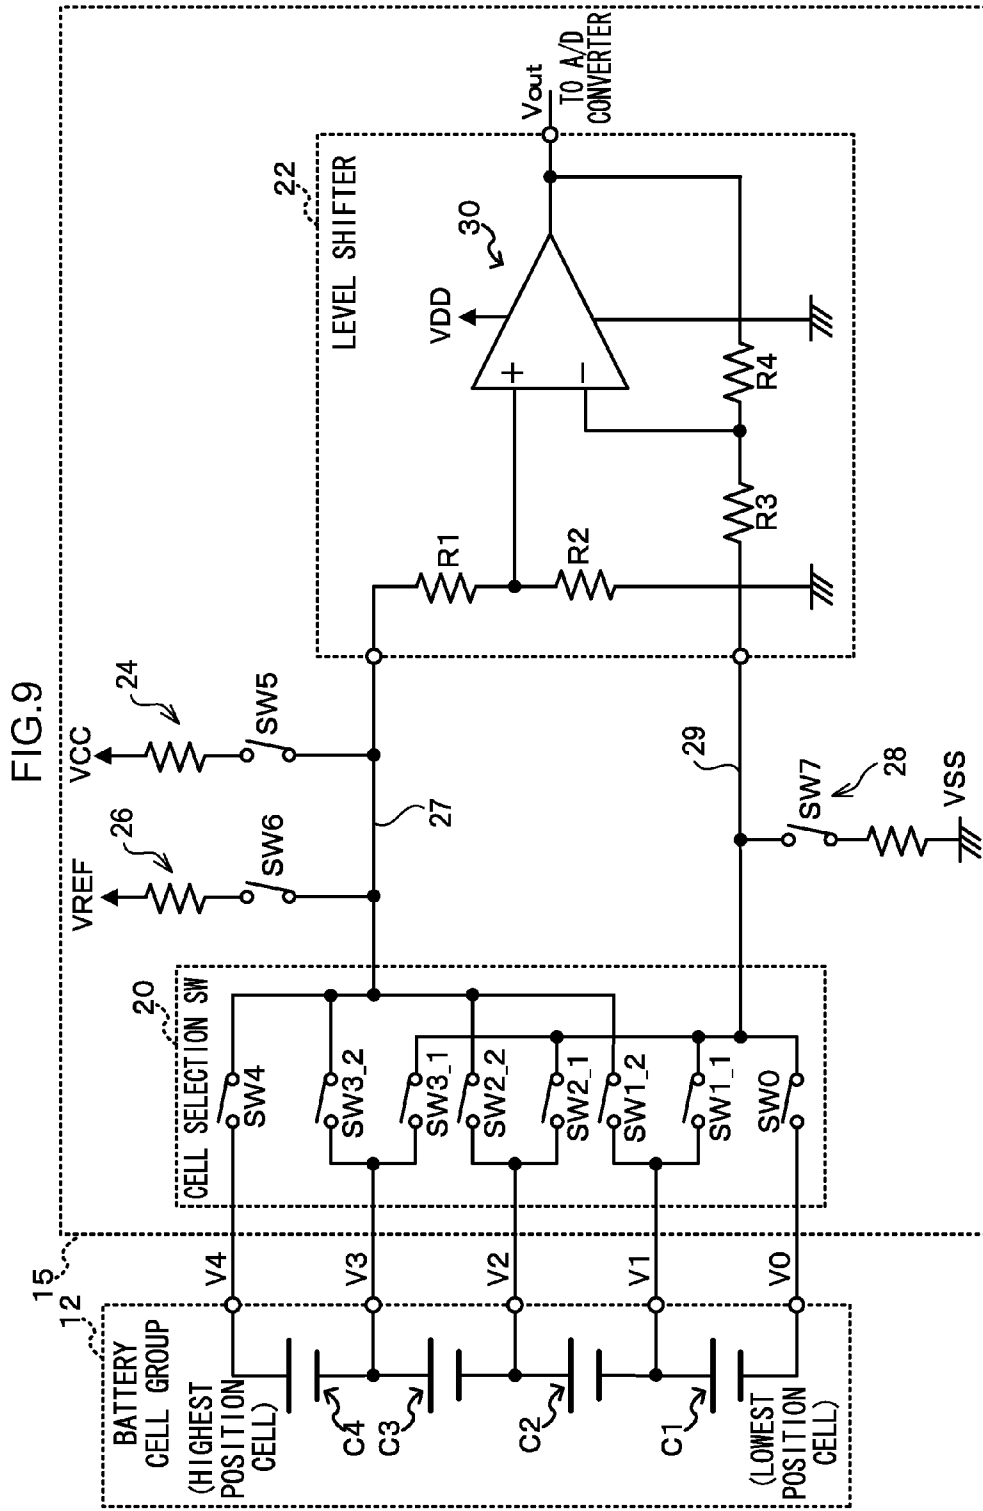 FIG.9
15
12
BATTERY
CELL GROUP
(HIGHEST
POSITION
CELL)
C4
C3
C2
C1
(LOWEST
POSITION
CELL)
V4
V3
V2
V1
V0
20
CELL SELECTION SW
SW4
SW3_2
SW3_1
SW2_2
SW2_1
SW1_2
SW1_1
SW0
VREF
26
SW6
VCC
24
SW5
27
29
SW7
28
VSS
22
LEVEL SHIFTER
R1
R2
R3
R4
VDD
30
+
−
Vout
TO A/D
CONVERTER